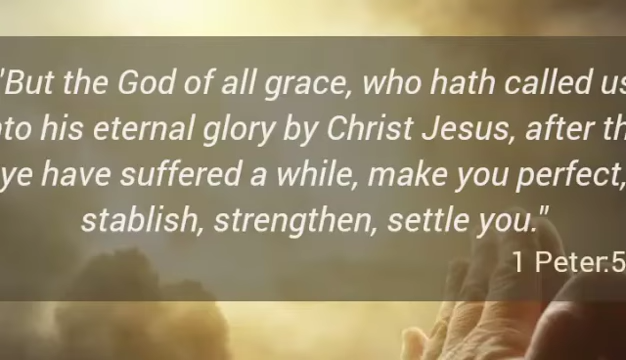 "But the God of all grace, who hath called us
nto his eternal glory by Christ Jesus, after th
ye have suffered a while, make you perfect,
stablish, strengthen, settle you."
1 Peter:5